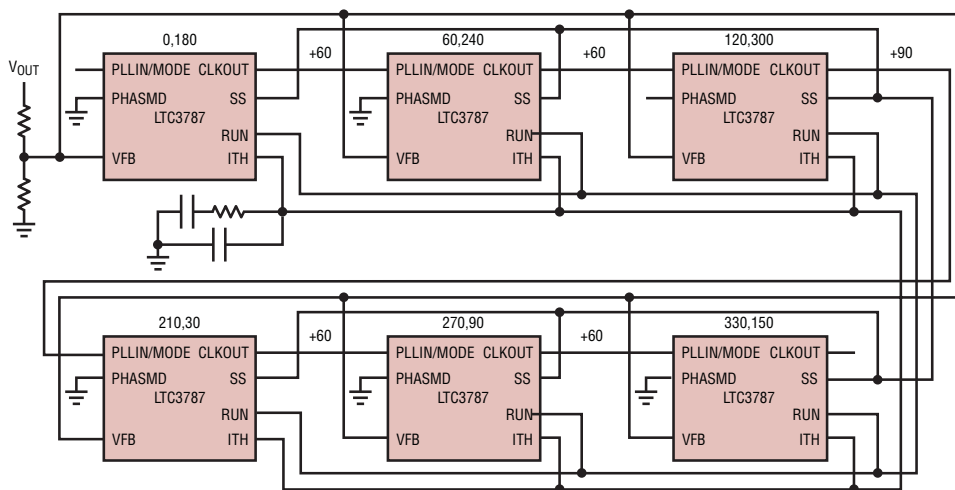 0,180
60,240
120,300
VOUT
PLLIN/MODE CLKOUT
+60
PLLIN/MODE CLKOUT
+60
PLLIN/MODE CLKOUT
+90
PHASMD SS
LTC3787
RUN
VFB ITH
PHASMD SS
LTC3787
RUN
VFB ITH
PHASMD SS
LTC3787
RUN
VFB ITH
210,30
270,90
330,150
PLLIN/MODE CLKOUT
+60
PLLIN/MODE CLKOUT
+60
PLLIN/MODE CLKOUT
PHASMD SS
LTC3787
RUN
VFB ITH
PHASMD SS
LTC3787
RUN
VFB ITH
PHASMD SS
LTC3787
RUN
VFB ITH